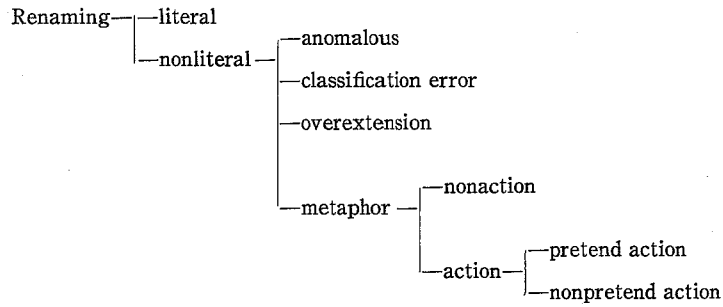 Renaming literal
nonliteral anomalous
classification error
overextension
metaphor nonaction
action pretend action
nonpretend action